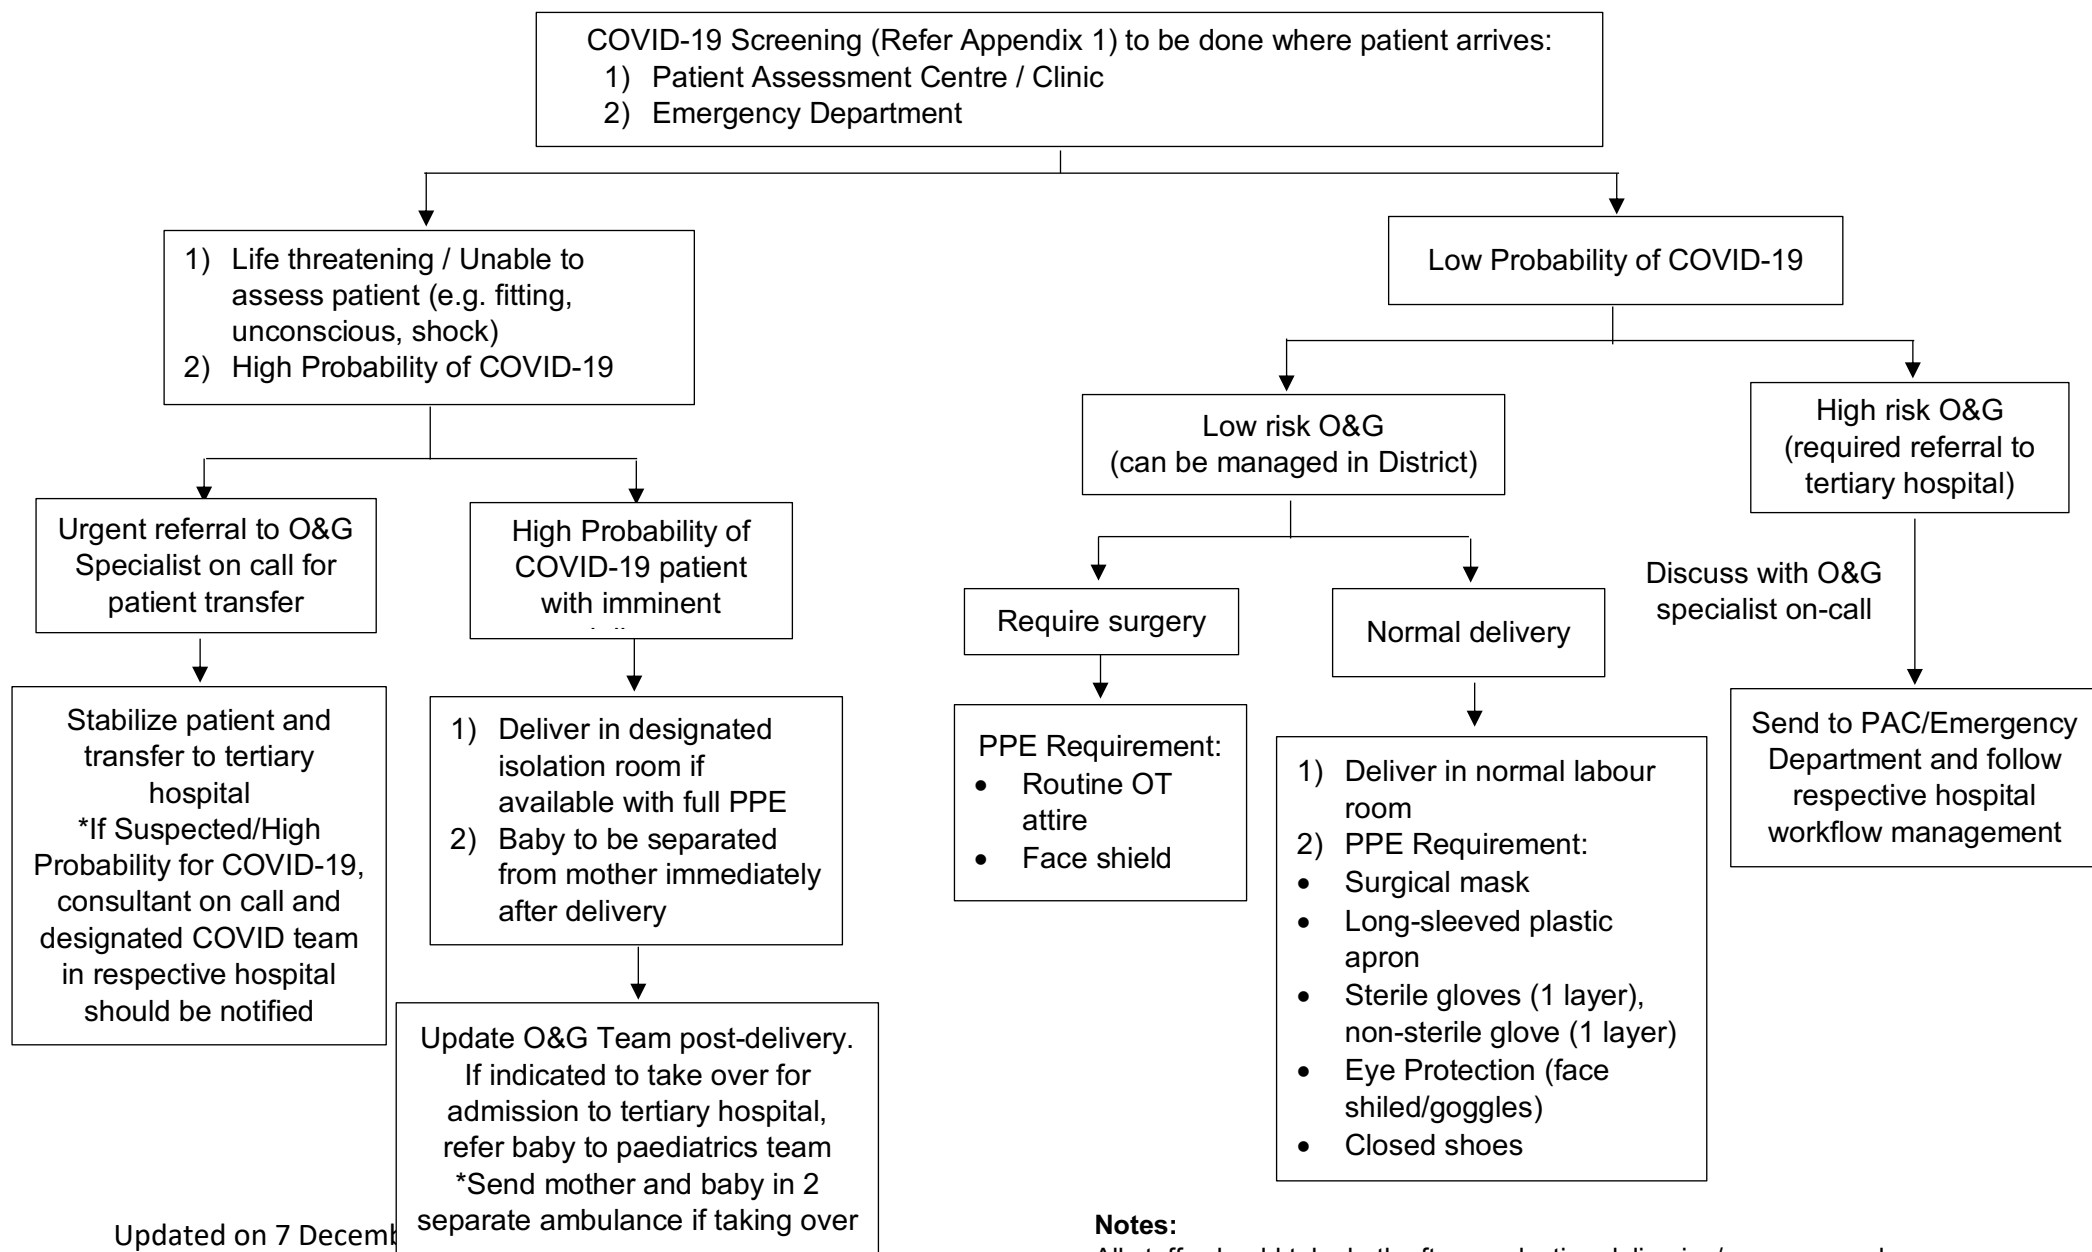 COVID-19 Screening (Refer Appendix 1) to be done where patient arrives:
1) Patient Assessment Centre / Clinic
2) Emergency Department
1) Life threatening / Unable to
assess patient (e.g. fitting,
unconscious, shock)
2) High Probability of COVID-19
Urgent referral to O&G
Specialist on call for
patient transfer
Stabilize patient and
transfer to tertiary
hospital
*If Suspected/High
Probability for COVID-19,
consultant on call and
designated COVID team
in respective hospital
should be notified
High Probability of
COVID-19 patient
with imminent
1) Deliver in designated
isolation room if
available with full PPE
2) Baby to be separated
from mother immediately
after delivery
Update O&G Team post-delivery.
If indicated to take over for
admission to tertiary hospital,
refer baby to paediatrics team
*Send mother and baby in 2
separate ambulance if taking over
Low Probability of COVID-19
Low risk O&G
(can be managed in District)
Require surgery
PPE Requirement:
• Routine OT
attire
• Face shield
Normal delivery
1) Deliver in normal labour
room
2) PPE Requirement:
• Surgical mask
• Long-sleeved plastic
apron
• Sterile gloves (1 layer),
non-sterile glove (1 layer)
• Eye Protection (face
shiled/goggles)
• Closed shoes
High risk O&G
(required referral to
tertiary hospital)
Discuss with O&G
specialist on-call
Send to PAC/Emergency
Department and follow
respective hospital
workflow management
Updated on 7
Notes: